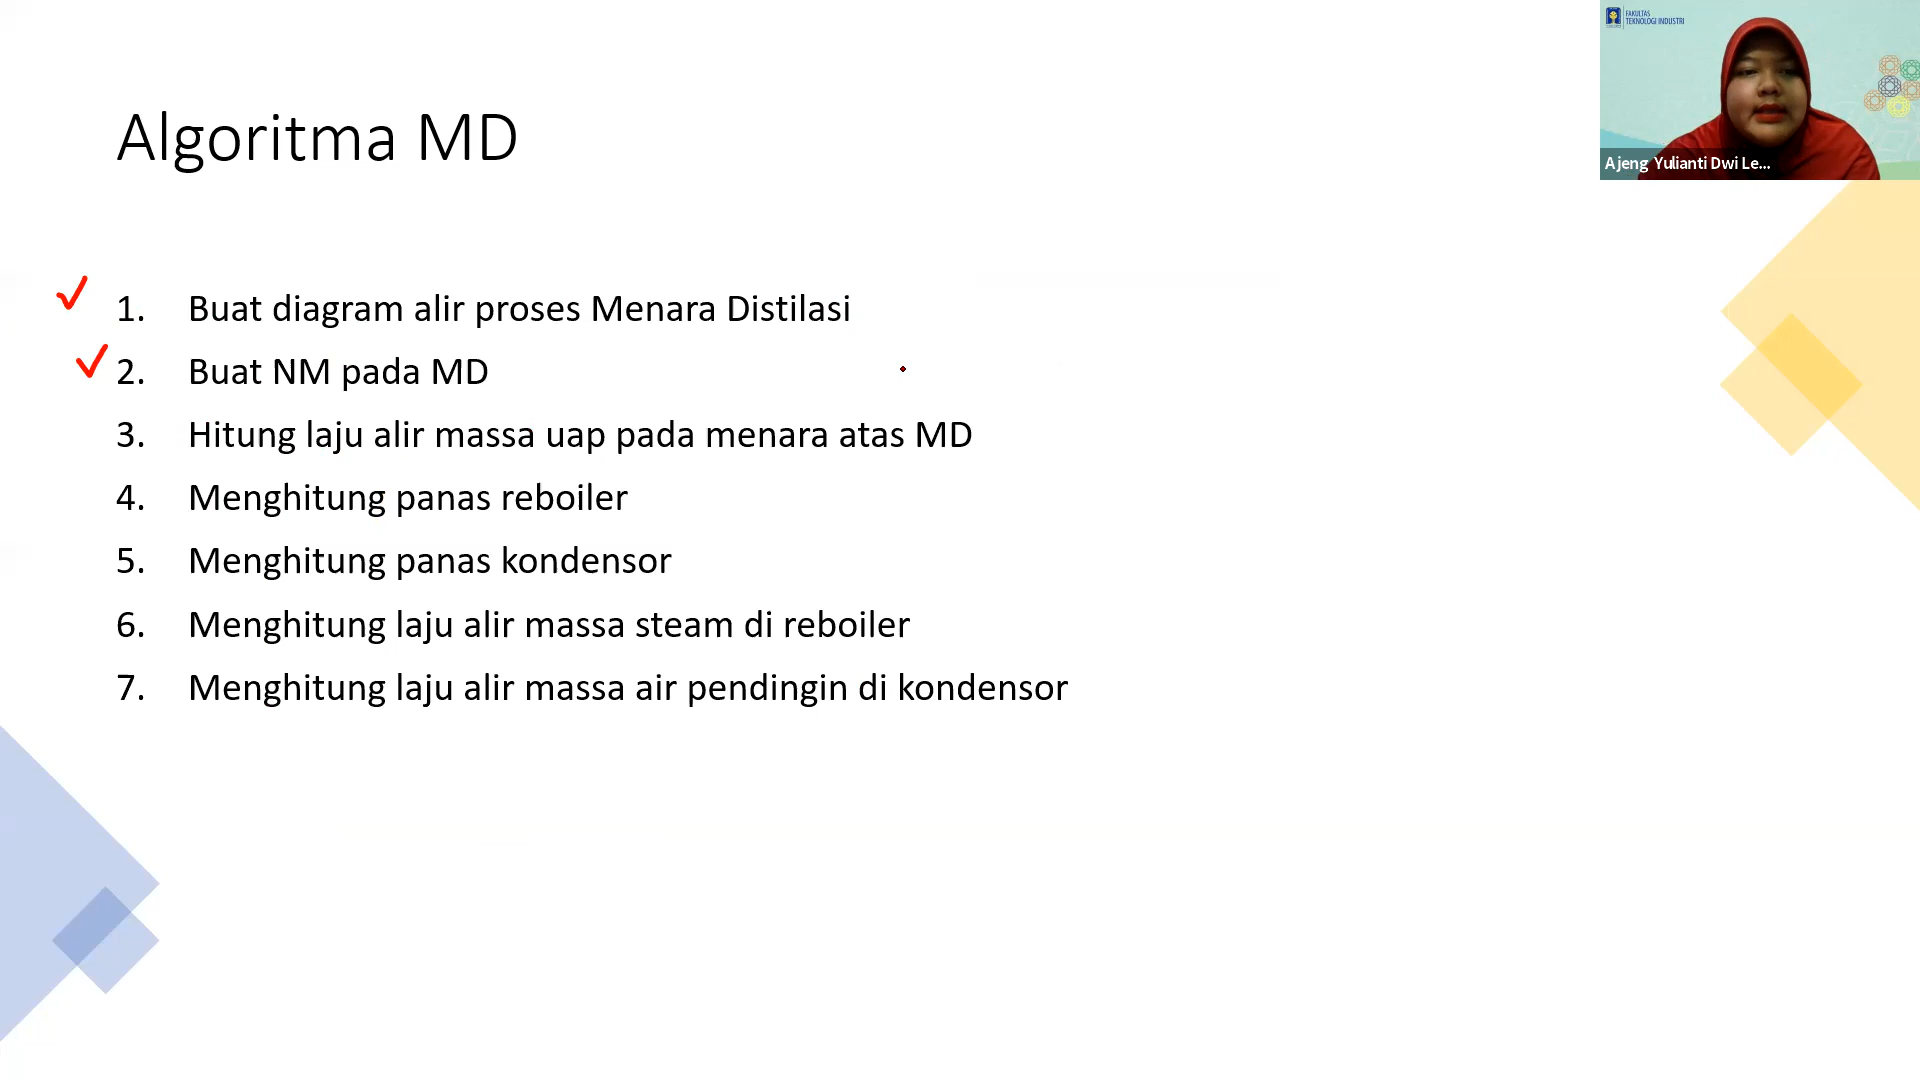 FAKULTAS
TEKNOLOGI INDUSTRI
Ajeng Yulianti Dwi Le...
Algoritma MD
1. Buat diagram alir proses Menara Distilasi
2. Buat NM pada MD
3. Hitung laju alir massa uap pada menara atas MD
4. Menghitung panas reboiler
5. Menghitung panas kondensor
6. Menghitung laju alir massa steam di reboiler
7. Menghitung laju alir massa air pendingin di kondensor